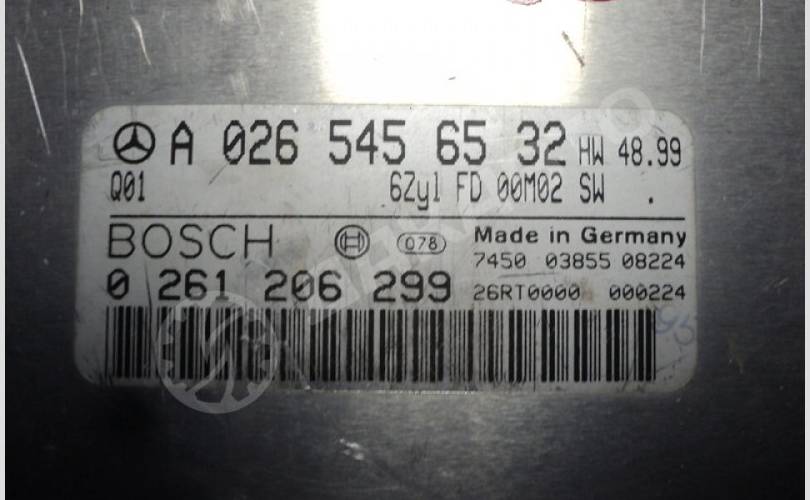 A 026 545 65 32 HW 48.99
Q01 6Zyl FD 00M02 SW .
BOSCH 078 Made in Germany
7450 03855 08224
0 261 206 299 26RT0000 000224